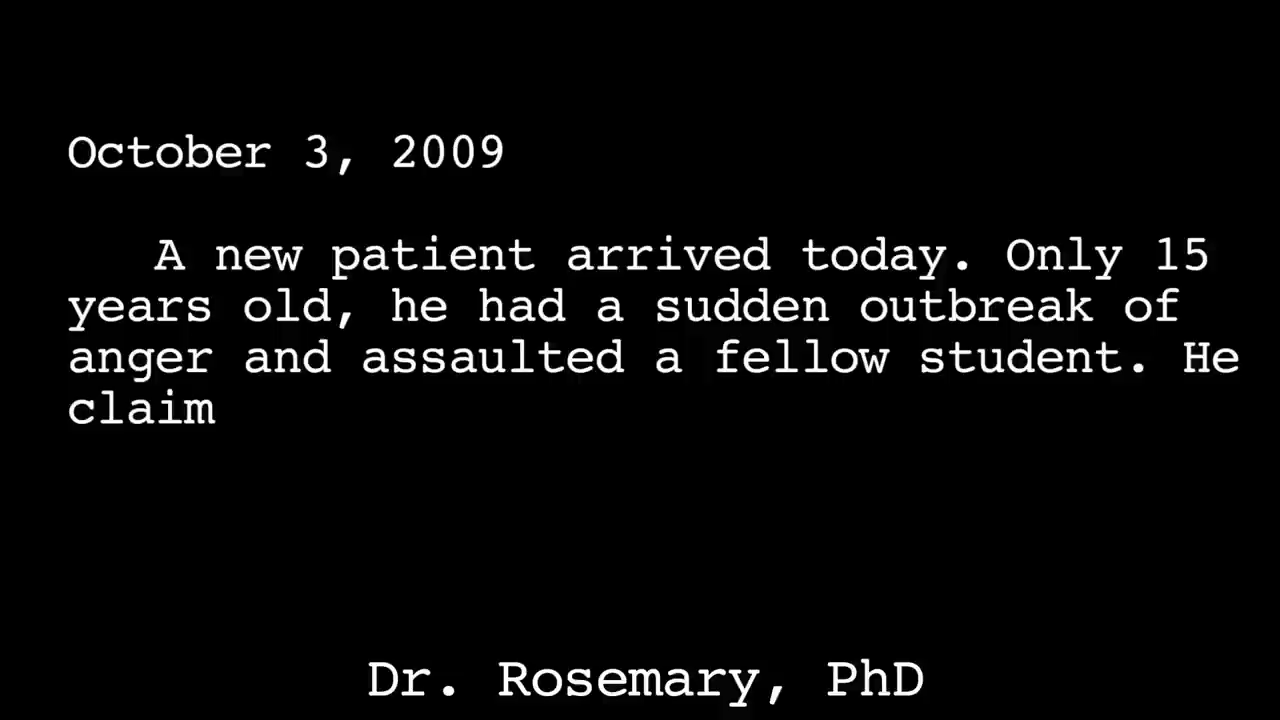 October 3, 2009
A new patient arrived today. Only 15
years old, he had a sudden outbreak of
anger and assaulted a fellow student. He
claim
Dr. Rosemary, PhD